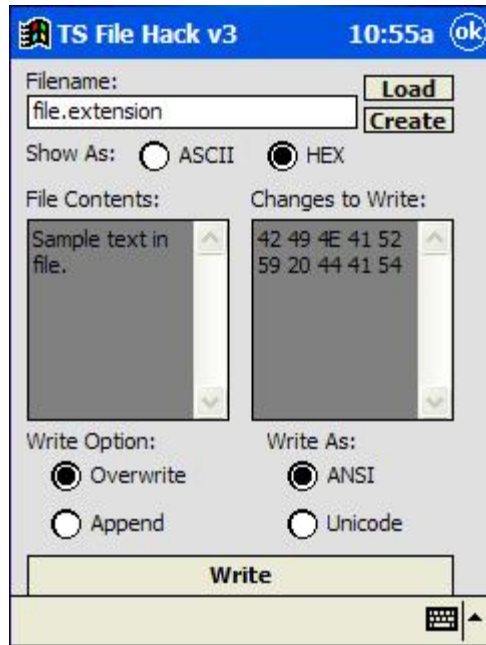 TS File Hack v3 10:55a ok
Filename:
file.extension
Load
Create
Show As: ASCII HEX
File Contents: Changes to Write:
Sample text in
file.
42 49 4E 41 52
59 20 44 41 54
Write Option: Write As:
Overwrite ANSI
Append Unicode
Write